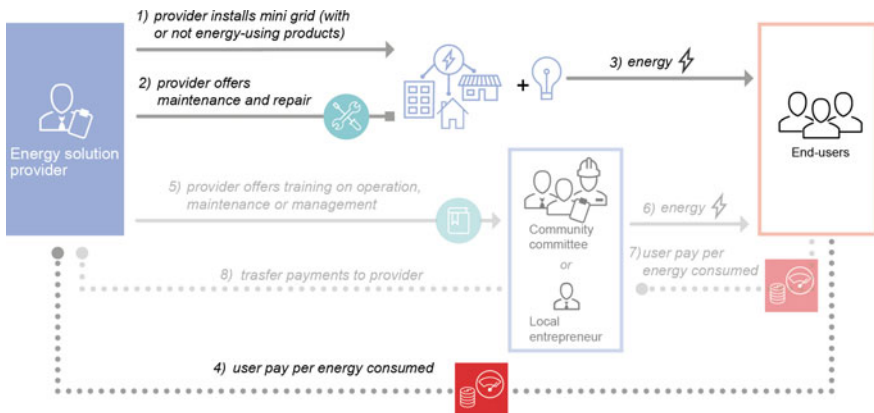 1) provider installs mini grid (with
or not energy-using products)
2) provider offers
maintenance and repair
+
3) energy
Energy solution
provider
End-users
5) provider offers training on operation,
maintenance or management
Community
committee
or
Local
entrepreneur
6) energy
7) user pay per
energy consumed
8) trasfer payments to provider
4) user pay per energy consumed